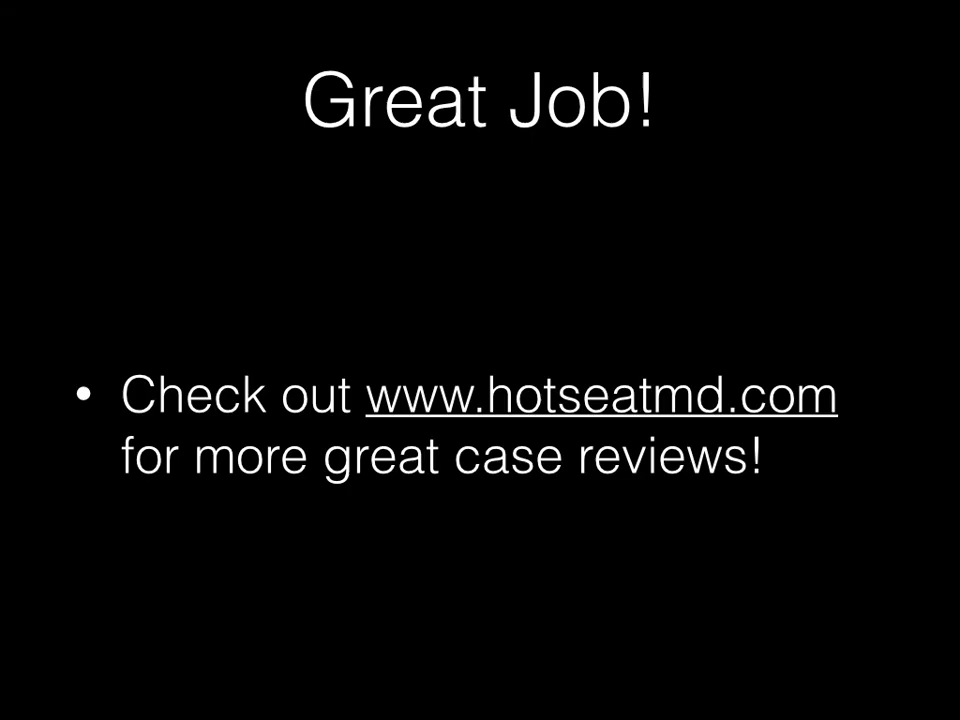 Great Job!
• Check out www.hotseatmd.com
for more great case reviews!